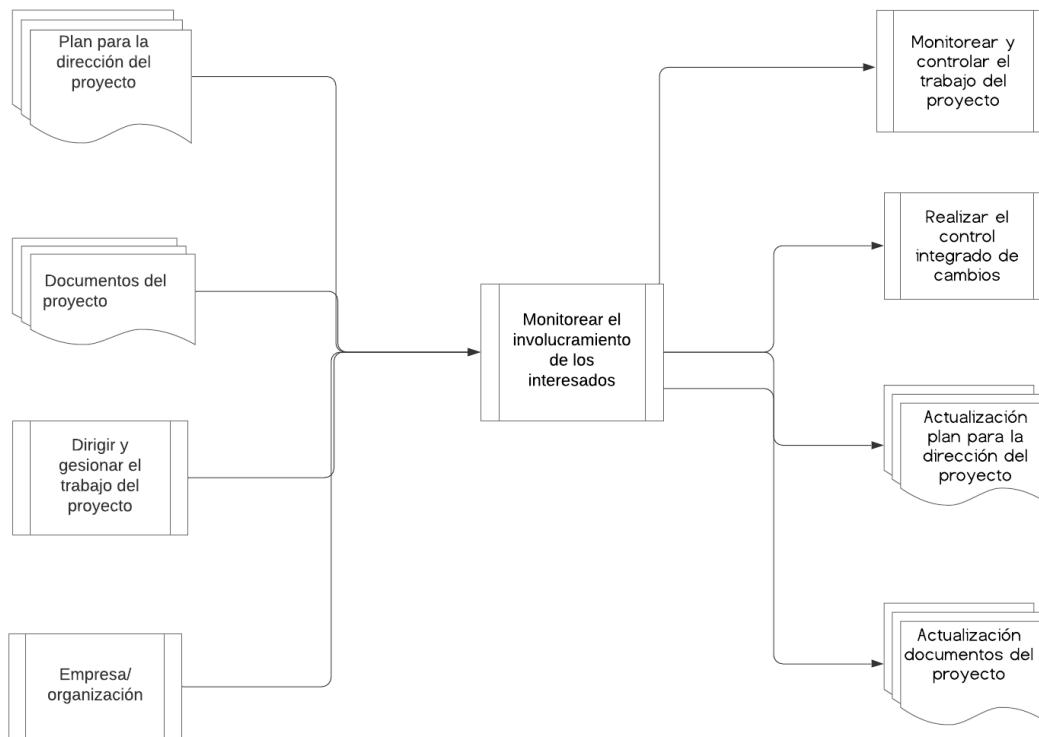 Plan para la
dirección del
proyecto
Documentos del
proyecto
Dirigir y
gesionar el
trabajo del
proyecto
Empresa/
organización
Monitorear el
involucramiento
de los
interesados
Monitorear y
controlar el
trabajo del
proyecto
Realizar el
control
integrado de
cambios
Actualización
plan para la
dirección del
proyecto
Actualización
documentos del
proyecto